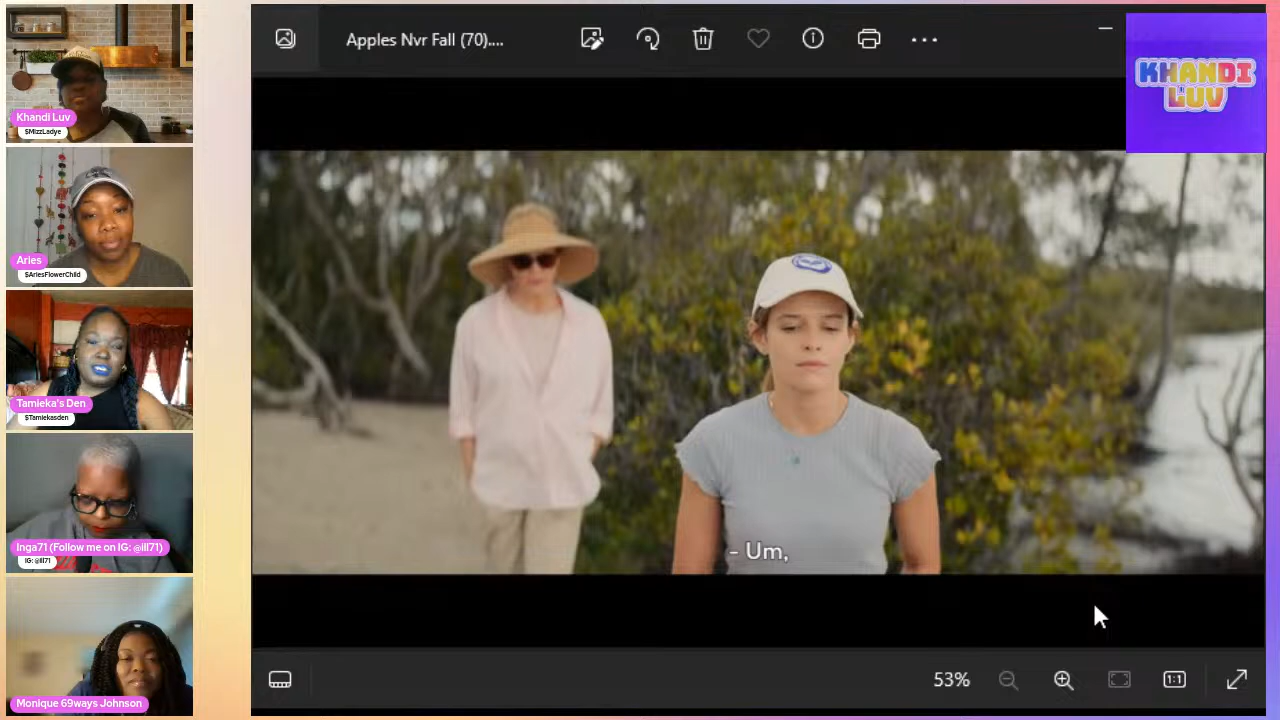 Khandi Luv
$MizzLadye
Aries
$AriesFlowerChild
Tamieka's Den
$Tamiekasden
Inga71 (Follow me on IG: @ill71)
IG: @ill71
Monique 69ways Johnson
Apples Nvr Fall (70)....
KHANDI
LUV
- Um,
53%
1:1